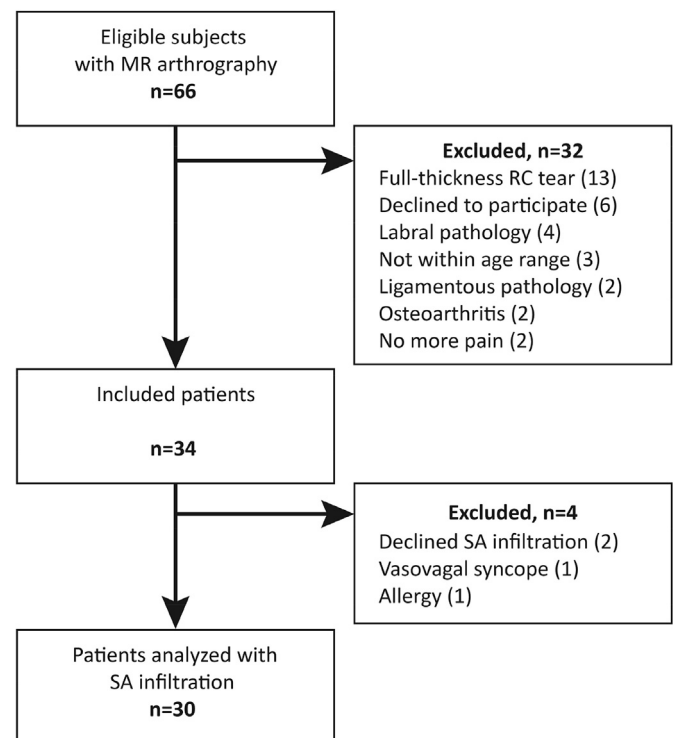 Eligible subjects
with MR arthrography
n=66
Excluded, n=32
Full-thickness RC tear (13)
Declined to participate (6)
Labral pathology (4)
Not within age range (3)
Ligamentous pathology (2)
Osteoarthritis (2)
No more pain (2)
Included patients
n=34
Excluded, n=4
Declined SA infiltration (2)
Vasovagal syncope (1)
Allergy (1)
Patients analyzed with
SA infiltration
n=30